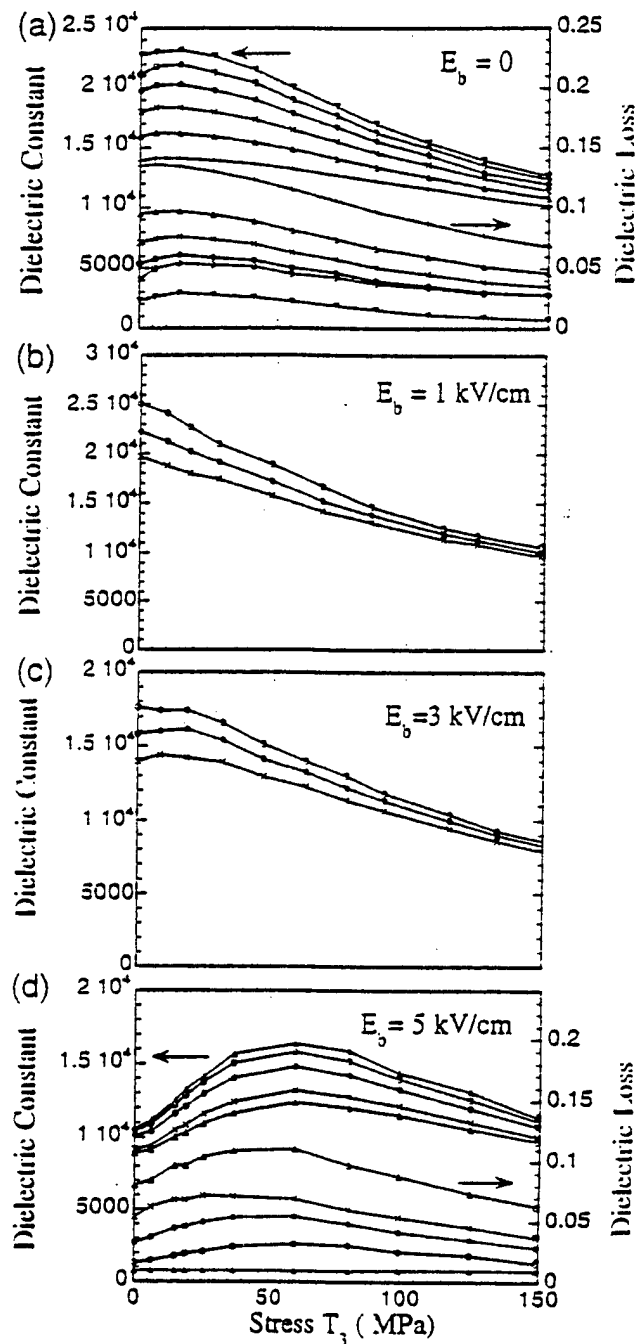 (a)
2.5 10⁴
2 10⁴
1.5 10⁴
1 10⁴
5000
0
Dielectric Constant
E_b = 0
0.25
0.2
0.15
0.1
0.05
0
Dielectric Loss
(b)
3 10⁴
2.5 10⁴
2 10⁴
1.5 10⁴
1 10⁴
5000
0
Dielectric Constant
E_b = 1 kV/cm
(c)
2 10⁴
1.5 10⁴
1 10⁴
5000
0
Dielectric Constant
E_b=3 kV/cm
(d)
2 10⁴
1.5 10⁴
1 10⁴
5000
0
Dielectric Constant
E_b= 5 kV/cm
0.2
0.15
0.1
0.05
0
Dielectric Loss
0
50
100
150
Stress T₃ ( MPa)